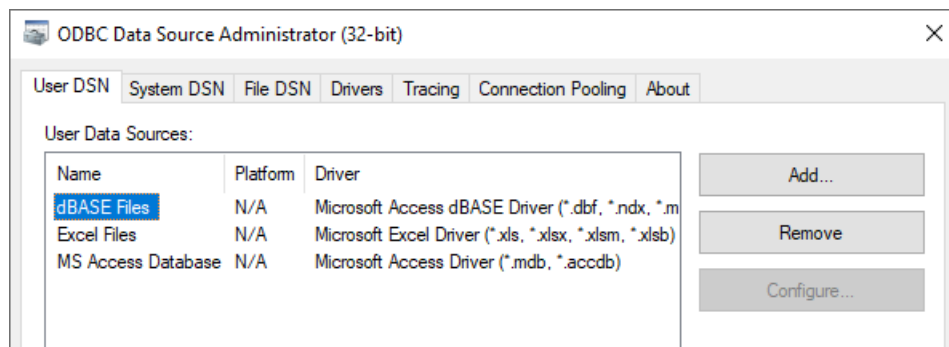 ODBC Data Source Administrator (32-bit)
User DSN System DSN File DSN Drivers Tracing Connection Pooling About
User Data Sources:
Name Platform Driver
dBASE Files N/A Microsoft Access dBASE Driver (*.dbf, *.ndx, *.m
Excel Files N/A Microsoft Excel Driver (*.xls, *.xlsx, *.xlsm, *.xlsb)
MS Access Database N/A Microsoft Access Driver (*.mdb, *.accdb)
Add...
Remove
Configure...